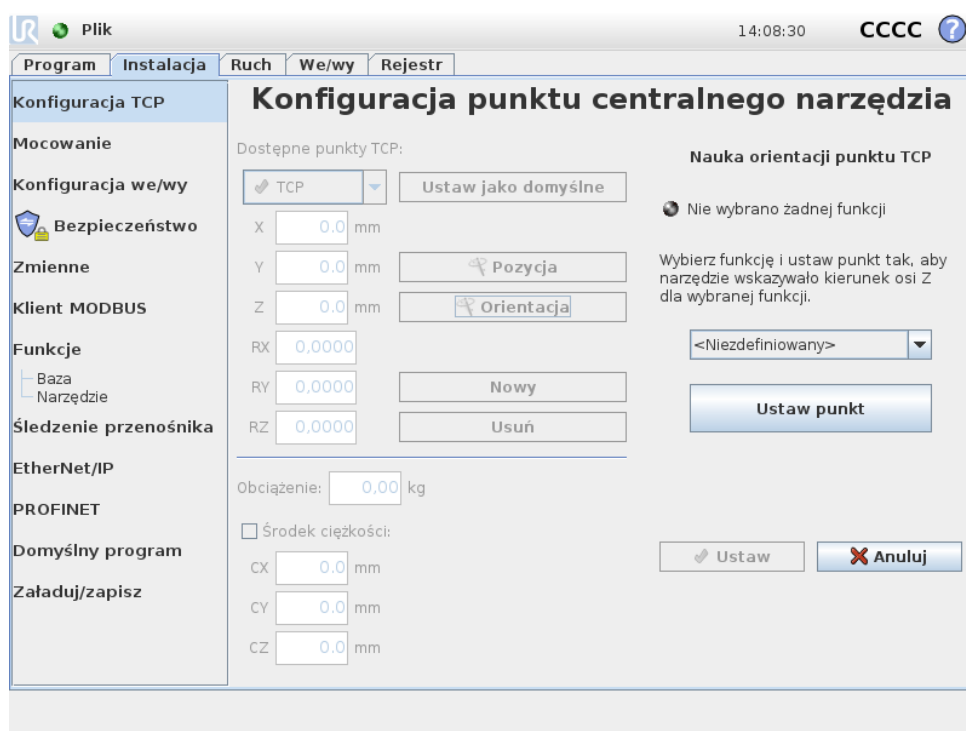 UR Plik 14:08:30 CCCC ?
Program Instalacja Ruch We/wy Rejestr
Konfiguracja TCP
Mocowanie
Konfiguracja we/wy
Bezpieczeństwo
Zmienne
Klient MODBUS
Funkcje
Baza
Narzędzie
Śledzenie przenośnika
EtherNet/IP
PROFINET
Domyślny program
Załaduj/zapisz
Konfiguracja punktu centralnego narzędzia
Dostępne punkty TCP:
TCP Ustaw jako domyślne
X 0.0 mm
Y 0.0 mm Pozycja
Z 0.0 mm Orientacja
RX 0,0000
RY 0,0000 Nowy
RZ 0,0000 Usuń
Obciążenie: 0,00 kg
Środek ciężkości:
CX 0.0 mm
CY 0.0 mm
CZ 0.0 mm
Nauka orientacji punktu TCP
Nie wybrano żadnej funkcji
Wybierz funkcję i ustaw punkt tak, aby
narzędzie wskazywało kierunek osi Z
dla wybranej funkcji.
<Niezdefiniowany>
Ustaw punkt
Ustaw Anuluj